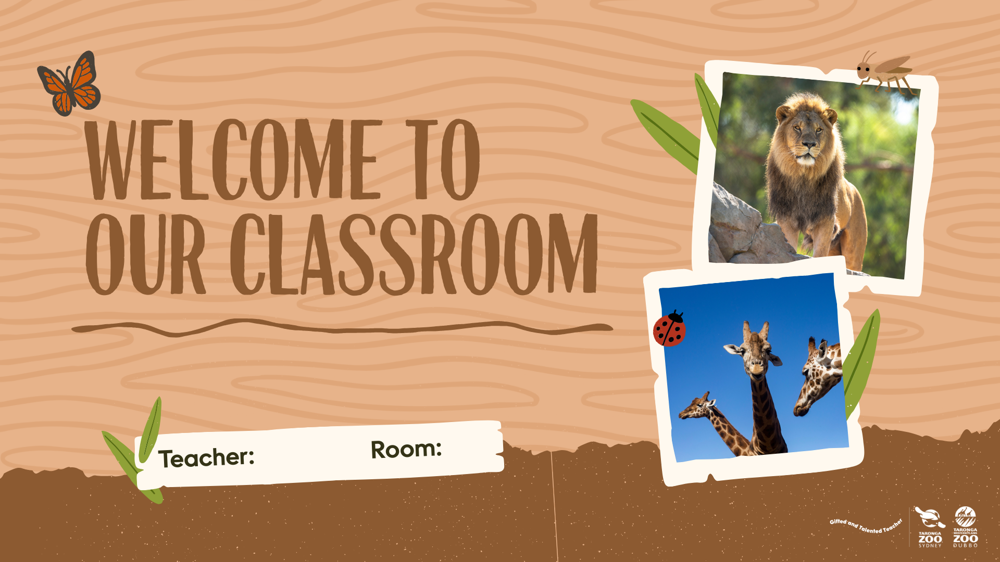 WELCOME TO
OUR CLASSROOM
Teacher: Room:
Gifted and Talented Teacher
TARONGA
ZOO
SYDNEY
TARONGA
WESTERN PLAINS
ZOO
DUBBO